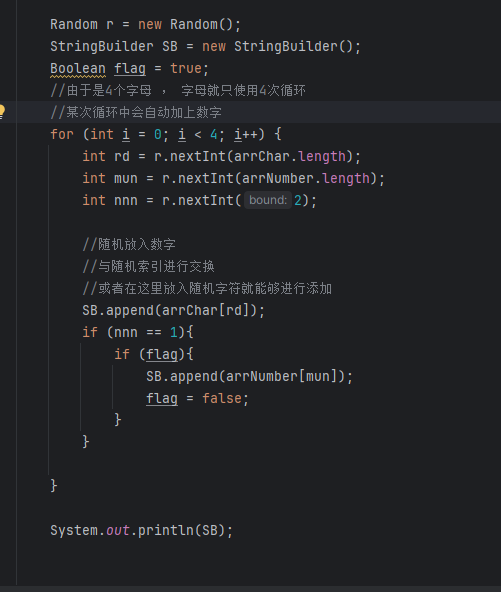 Random r = new Random();
StringBuilder SB = new StringBuilder();
Boolean flag = true;
//由于是4个字母 ， 字母就只使用4次循环
//某次循环中会自动加上数字
for (int i = 0; i < 4; i++) {
int rd = r.nextInt(arrChar.length);
int mun = r.nextInt(arrNumber.length);
int nnn = r.nextInt( bound: 2);
//随机放入数字
//与随机索引进行交换
//或者在这里放入随机字符就能够进行添加
SB.append(arrChar[rd]);
if (nnn == 1){
if (flag){
SB.append(arrNumber[mun]);
flag = false;
}
}
}
System.out.println(SB);